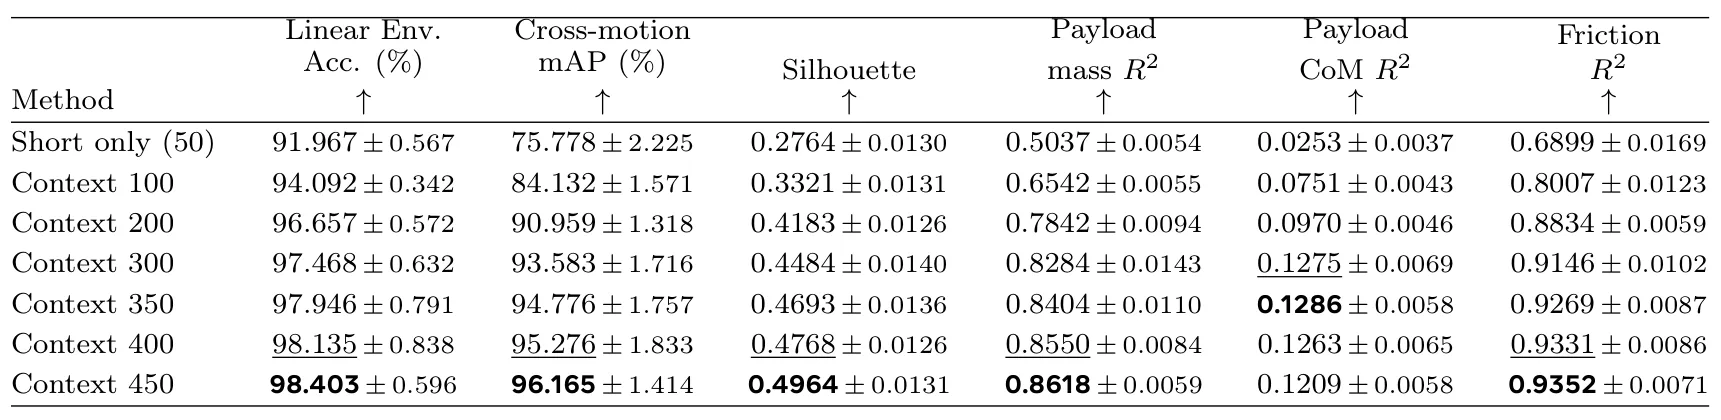 Linear Env. Cross-motion Payload Payload Friction
Acc. (%) mAP (%) Silhouette mass R² CoM R² R²
Method ↑ ↑ ↑ ↑ ↑ ↑
Short only (50) 91.967 ± 0.567 75.778 ± 2.225 0.2764 ± 0.0130 0.5037 ± 0.0054 0.0253 ± 0.0037 0.6899 ± 0.0169
Context 100 94.092 ± 0.342 84.132 ± 1.571 0.3321 ± 0.0131 0.6542 ± 0.0055 0.0751 ± 0.0043 0.8007 ± 0.0123
Context 200 96.657 ± 0.572 90.959 ± 1.318 0.4183 ± 0.0126 0.7842 ± 0.0094 0.0970 ± 0.0046 0.8834 ± 0.0059
Context 300 97.468 ± 0.632 93.583 ± 1.716 0.4484 ± 0.0140 0.8284 ± 0.0143 0.1275 ± 0.0069 0.9146 ± 0.0102
Context 350 97.946 ± 0.791 94.776 ± 1.757 0.4693 ± 0.0136 0.8404 ± 0.0110 0.1286 ± 0.0058 0.9269 ± 0.0087
Context 400 98.135 ± 0.838 95.276 ± 1.833 0.4768 ± 0.0126 0.8550 ± 0.0084 0.1263 ± 0.0065 0.9331 ± 0.0086
Context 450 98.403 ± 0.596 96.165 ± 1.414 0.4964 ± 0.0131 0.8618 ± 0.0059 0.1209 ± 0.0058 0.9352 ± 0.0071